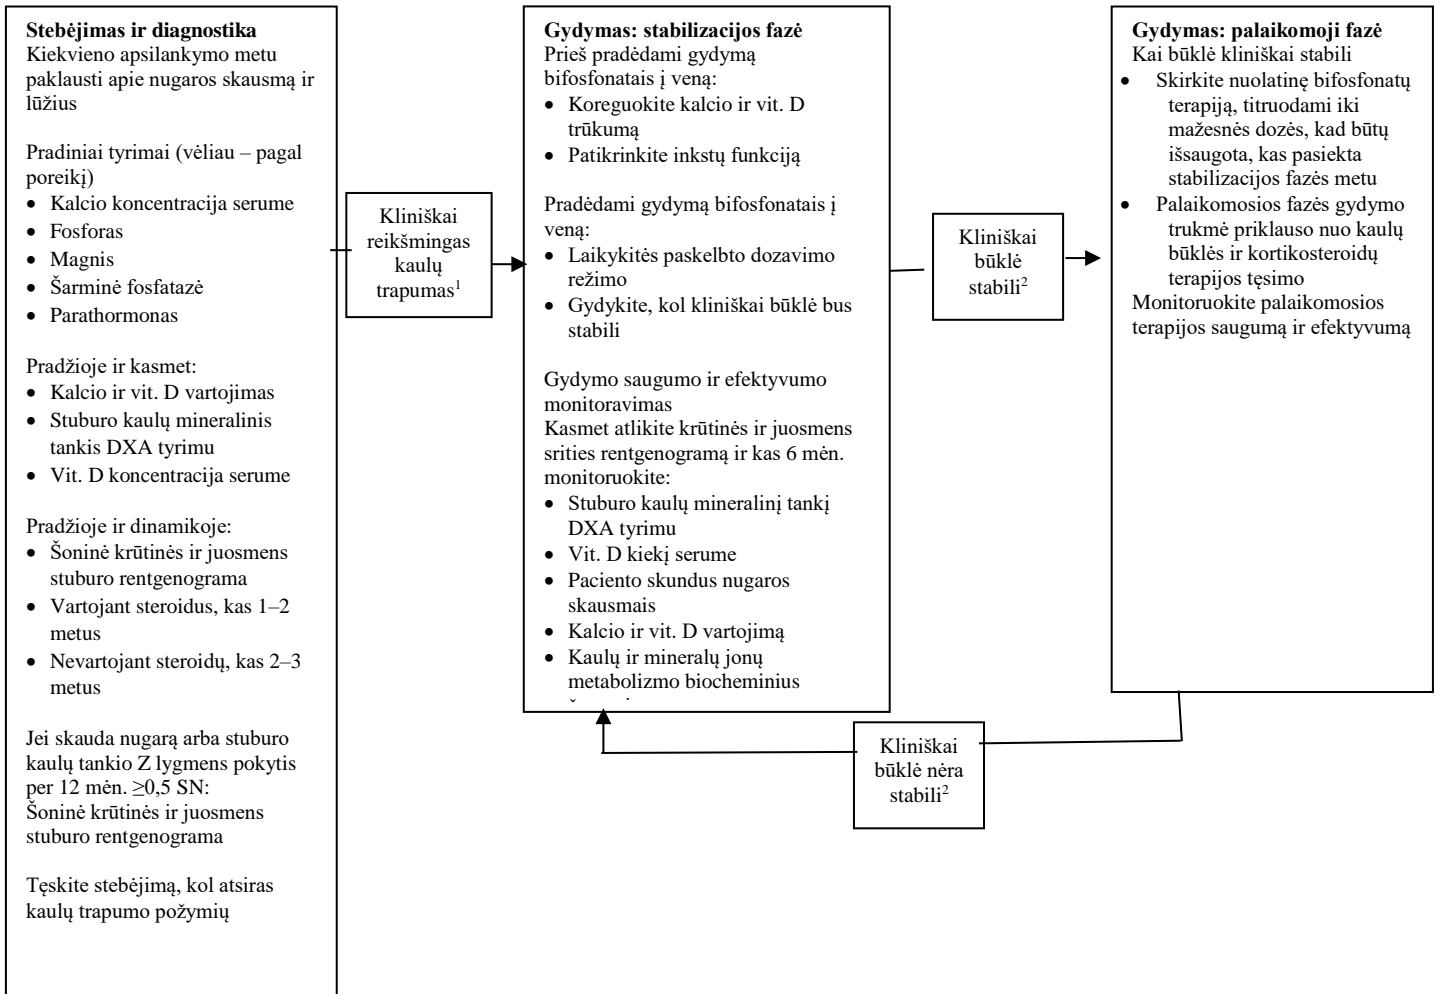 Stebėjimas ir diagnostika
Kiekvieno apsilankymo metu
paklausti apie nugaros skausmą ir
lūžius
Pradiniai tyrimai (vėliau – pagal
poreikį)
• Kalcio koncentracija serume
• Fosforas
• Magnis
• Šarminė fosfatazė
• Parathormonas
Pradžioje ir kasmet:
• Kalcio ir vit. D vartojimas
• Stuburo kaulų mineralinis
tankis DXA tyrimu
• Vit. D koncentracija serume
Pradžioje ir dinamikoje:
• Šoninė krūtinės ir juosmens
stuburo rentgenograma
• Vartojant steroidus, kas 1–2
metus
• Nevartojant steroidų, kas 2–3
metus
Jei skauda nugarą arba stuburo
kaulų tankio Z lygmens pokytis
per 12 mėn. ≥0,5 SN:
Šoninė krūtinės ir juosmens
stuburo rentgenograma
Tęskite stebėjimą, kol atsiras
kaulų trapumo požymių
Kliniškai
reikšmingas
kaulų
trapumas¹
Gydymas: stabilizacijos fazė
Prieš pradėdami gydymą
bifosfonatais į veną:
• Koreguokite kalcio ir vit. D
trūkumą
• Patikrinkite inkstų funkciją
Pradėdami gydymą bifosfonatais į
veną:
• Laikykitės paskelbto dozavimo
režimo
• Gydykite, kol kliniškai būklė bus
stabili
Gydymo saugumo ir efektyvumo
monitoravimas
Kasmet atlikite krūtinės ir juosmens
srities rentgenogramą ir kas 6 mėn.
monitoruokite:
• Stuburo kaulų mineralinį tankį
DXA tyrimu
• Vit. D kiekį serume
• Paciento skundus nugaros
skausmais
• Kalcio ir vit. D vartojimą
• Kaulų ir mineralų jonų
metabolizmo biocheminius
Kliniškai
būklė
stabili²
Gydymas: palaikomoji fazė
Kai būklė kliniškai stabili
• Skirkite nuolatinę bifosfonatų
terapiją, titruodami iki
mažesnės dozės, kad būtų
išsaugota, kas pasiekta
stabilizacijos fazės metu
• Palaikomosios fazės gydymo
trukmė priklauso nuo kaulų
būklės ir kortikosteroidų
terapijos tęsimo
Monitoruokite palaikomosios
terapijos saugumą ir efektyvumą
Kliniškai
būklė nėra
stabili²